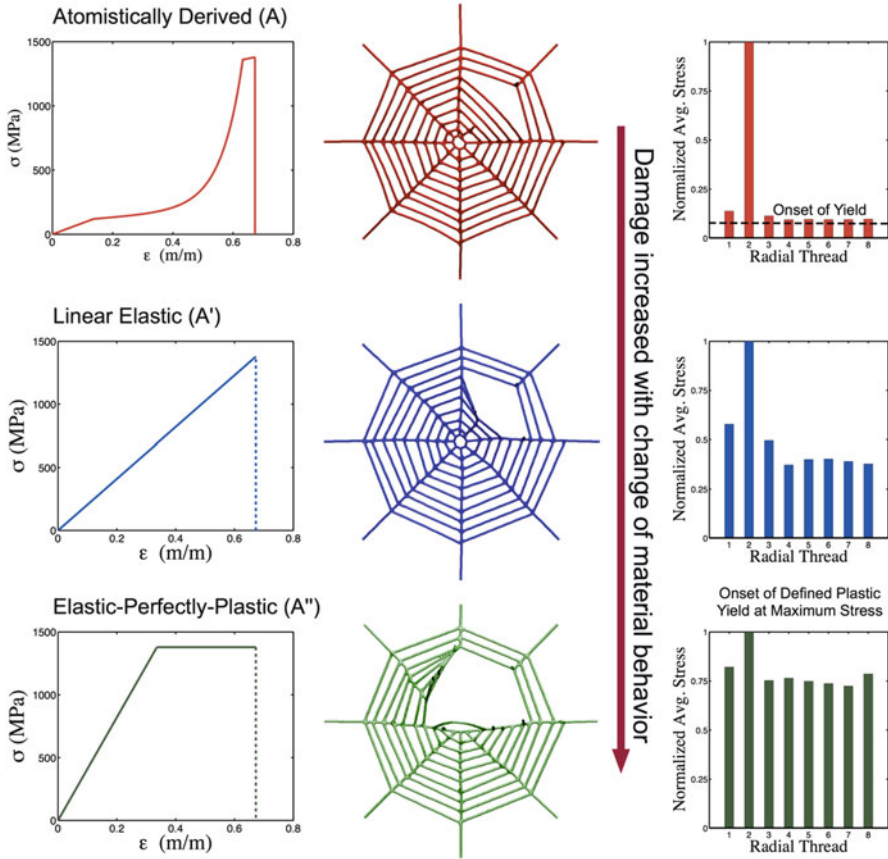 Atomistically Derived (A)
1500
1000
500
0
0
0.2
0.4
0.6
0.8
σ (MPa)
ε (m/m)
1
0.75
0.5
0.25
0
1 2 3 4 5 6 7 8
Normalized Avg. Stress
Onset of Yield
Radial Thread
Damage increased with change of material behavior
Linear Elastic (A')
1500
1000
500
0
0
0.2
0.4
0.6
0.8
σ (MPa)
ε (m/m)
1
0.75
0.5
0.25
0
1 2 3 4 5 6 7 8
Normalized Avg. Stress
Radial Thread
Elastic-Perfectly-Plastic (A'')
1500
1000
500
0
0
0.2
0.4
0.6
0.8
σ (MPa)
ε (m/m)
Onset of Defined Plastic
Yield at Maximum Stress
1
0.75
0.5
0.25
0
1 2 3 4 5 6 7 8
Normalized Avg. Stress
Radial Thread